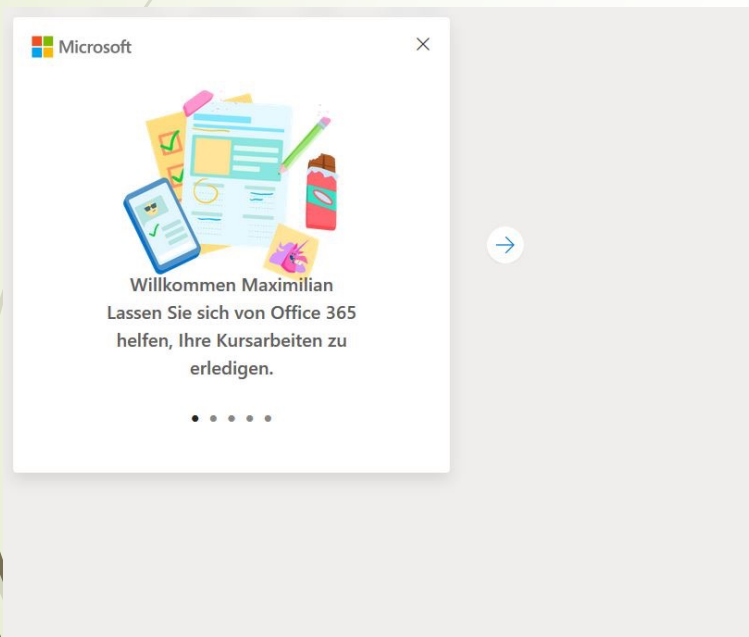 Microsoft
Willkommen Maximilian
Lassen Sie sich von Office 365
helfen, Ihre Kursarbeiten zu
erledigen.